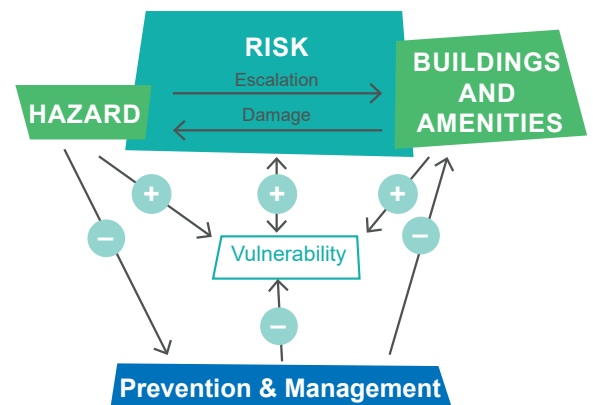 RISK
Escalation
Damage
HAZARD
BUILDINGS
AND
AMENITIES
+
+
+
–
–
Vulnerability
–
Prevention & Management